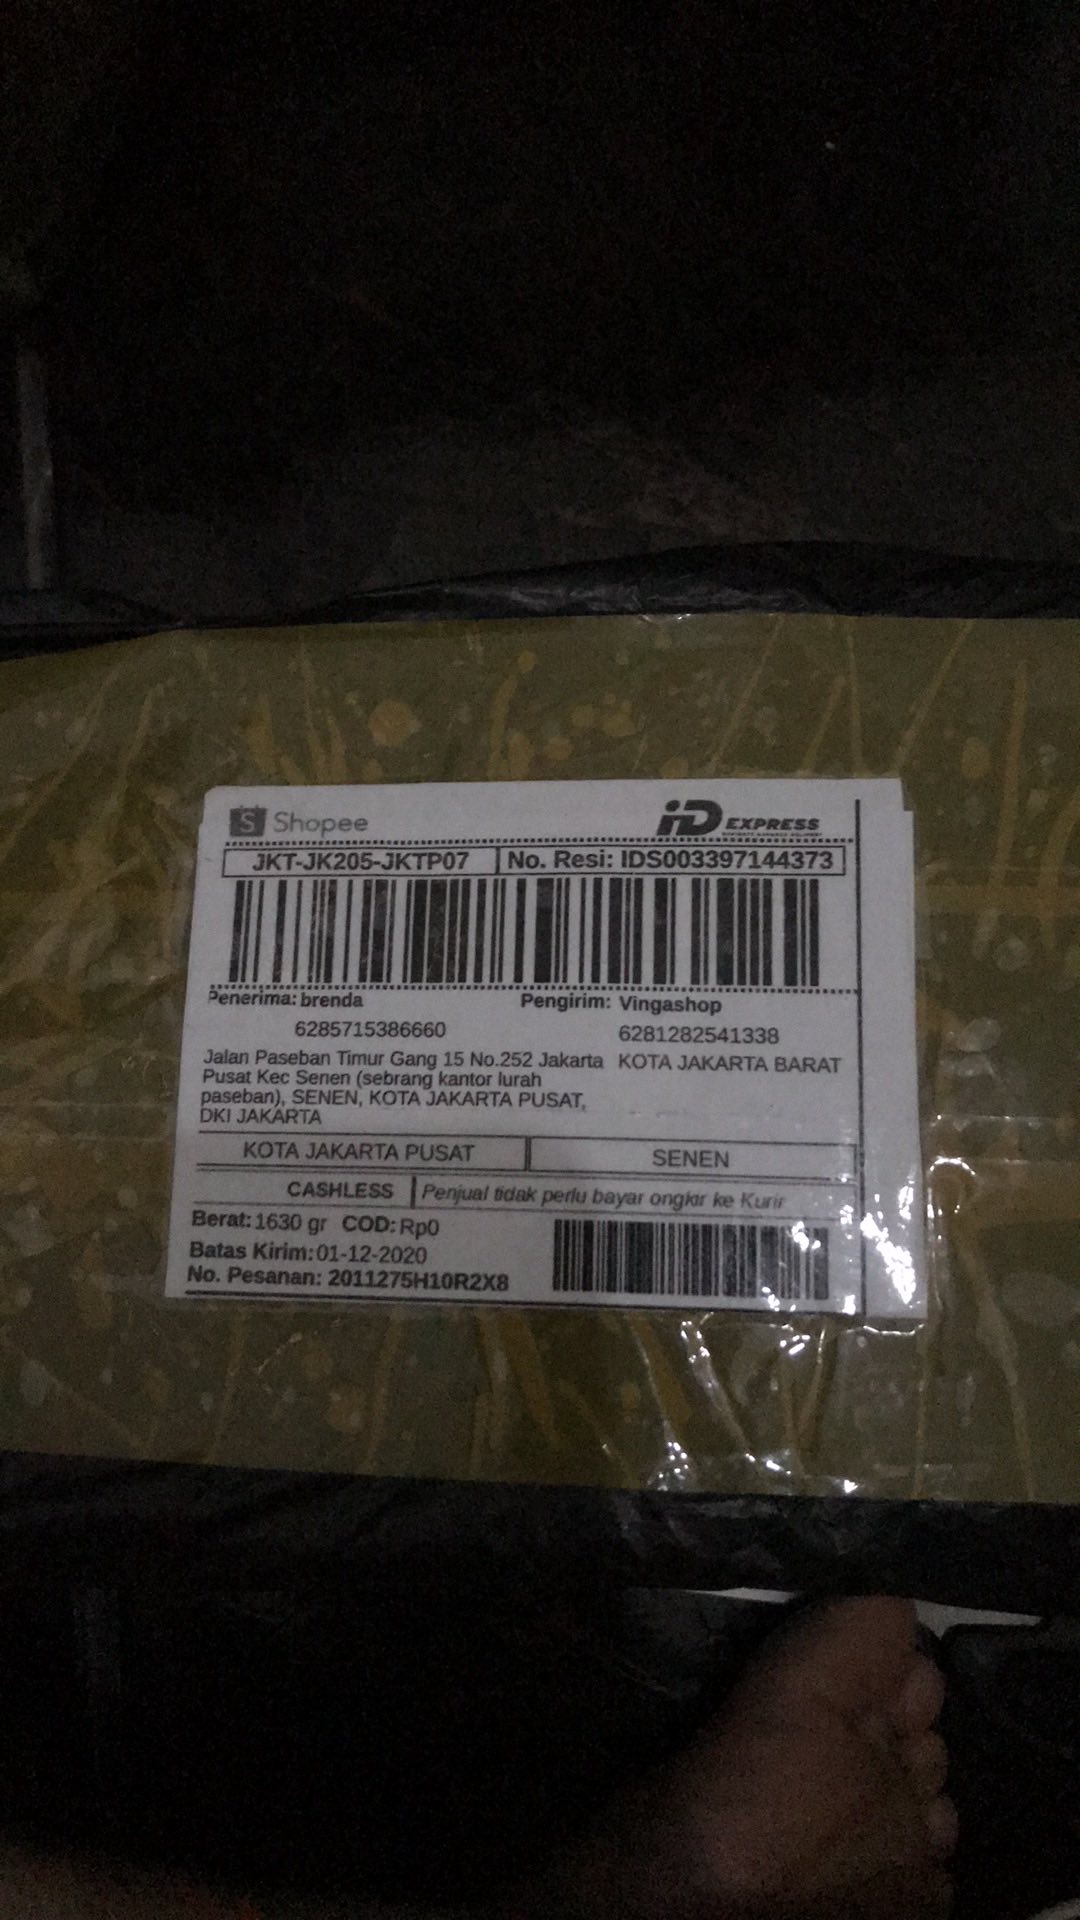 Shopee
iD EXPRESS
JKT-JK205-JKTP07 No. Resi: IDS003397144373
Penerima: brenda
6285715386660
Pengirim: Vingashop
6281282541338
KOTA JAKARTA BARAT
Jalan Paseban Timur Gang 15 No.252 Jakarta
Pusat Kec Senen (sebrang kantor lurah
paseban), SENEN, KOTA JAKARTA PUSAT,
DKI JAKARTA
KOTA JAKARTA PUSAT SENEN
CASHLESS Penjual tidak perlu bayar ongkir ke Kurir
Berat: 1630 gr COD: Rp0
Batas Kirim: 01-12-2020
No. Pesanan: 2011275H10R2X8